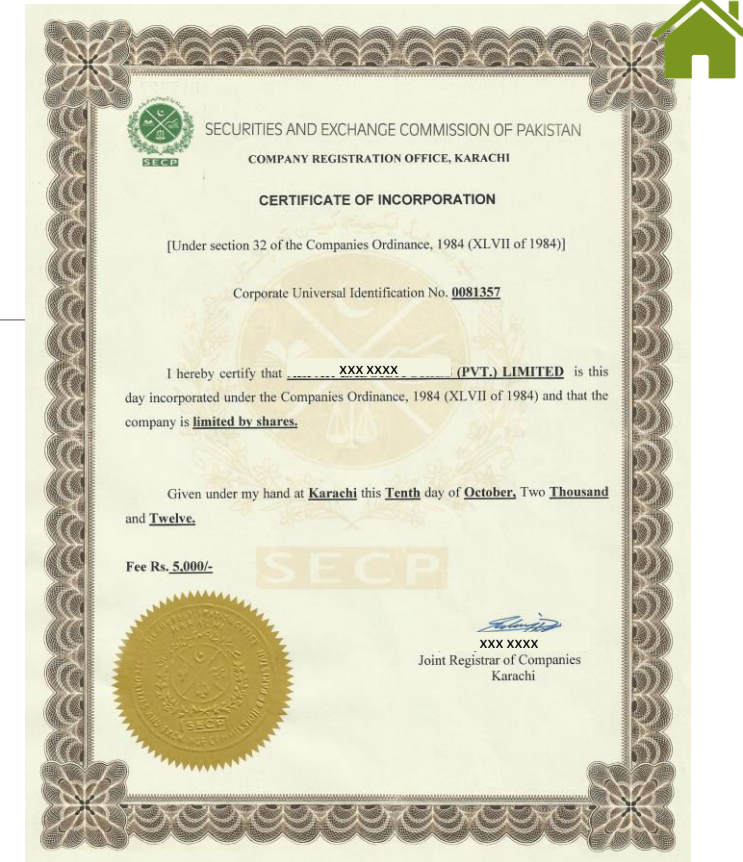 SECP
SECURITIES AND EXCHANGE COMMISSION OF PAKISTAN
COMPANY REGISTRATION OFFICE, KARACHI
CERTIFICATE OF INCORPORATION
[Under section 32 of the Companies Ordinance, 1984 (XLVII of 1984)]
Corporate Universal Identification No. 0081357
I hereby certify that XXX XXXX (PVT.) LIMITED is this
day incorporated under the Companies Ordinance, 1984 (XLVII of 1984) and that the
company is limited by shares.
Given under my hand at Karachi this Tenth day of October, Two Thousand
and Twelve.
Fee Rs. 5,000/-
SECP
XXX XXXX
Joint Registrar of Companies
Karachi
SECP